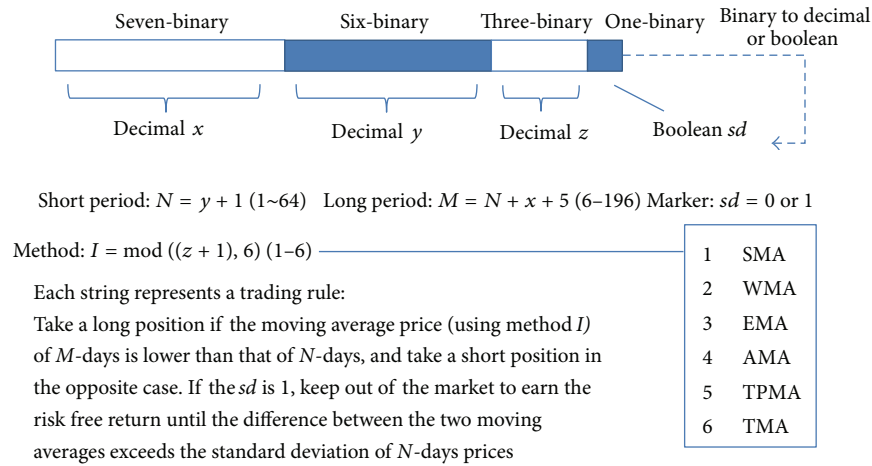 Seven-binary Six-binary Three-binary One-binary Binary to decimal
or boolean
Decimal x Decimal y Decimal z Boolean sd
Short period: N = y + 1 (1~64) Long period: M = N + x + 5 (6–196) Marker: sd = 0 or 1
Method: I = mod ((z + 1), 6) (1–6)
1 SMA
2 WMA
3 EMA
4 AMA
5 TPMA
6 TMA
Each string represents a trading rule:
Take a long position if the moving average price (using method I)
of M-days is lower than that of N-days, and take a short position in
the opposite case. If the sd is 1, keep out of the market to earn the
risk free return until the difference between the two moving
averages exceeds the standard deviation of N-days prices